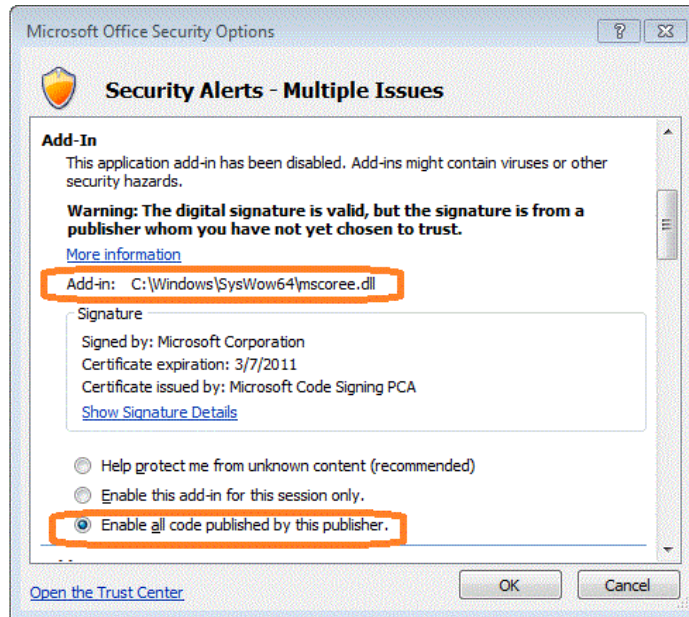 Microsoft Office Security Options
Security Alerts - Multiple Issues
Add-In
This application add-in has been disabled. Add-ins might contain viruses or other
security hazards.
Warning: The digital signature is valid, but the signature is from a
publisher whom you have not yet chosen to trust.
More information
Add-in: C:\Windows\SysWow64\mscoree.dll
Signature
Signed by: Microsoft Corporation
Certificate expiration: 3/7/2011
Certificate issued by: Microsoft Code Signing PCA
Show Signature Details
Help protect me from unknown content (recommended)
Enable this add-in for this session only.
Enable all code published by this publisher.
Open the Trust Center
OK
Cancel